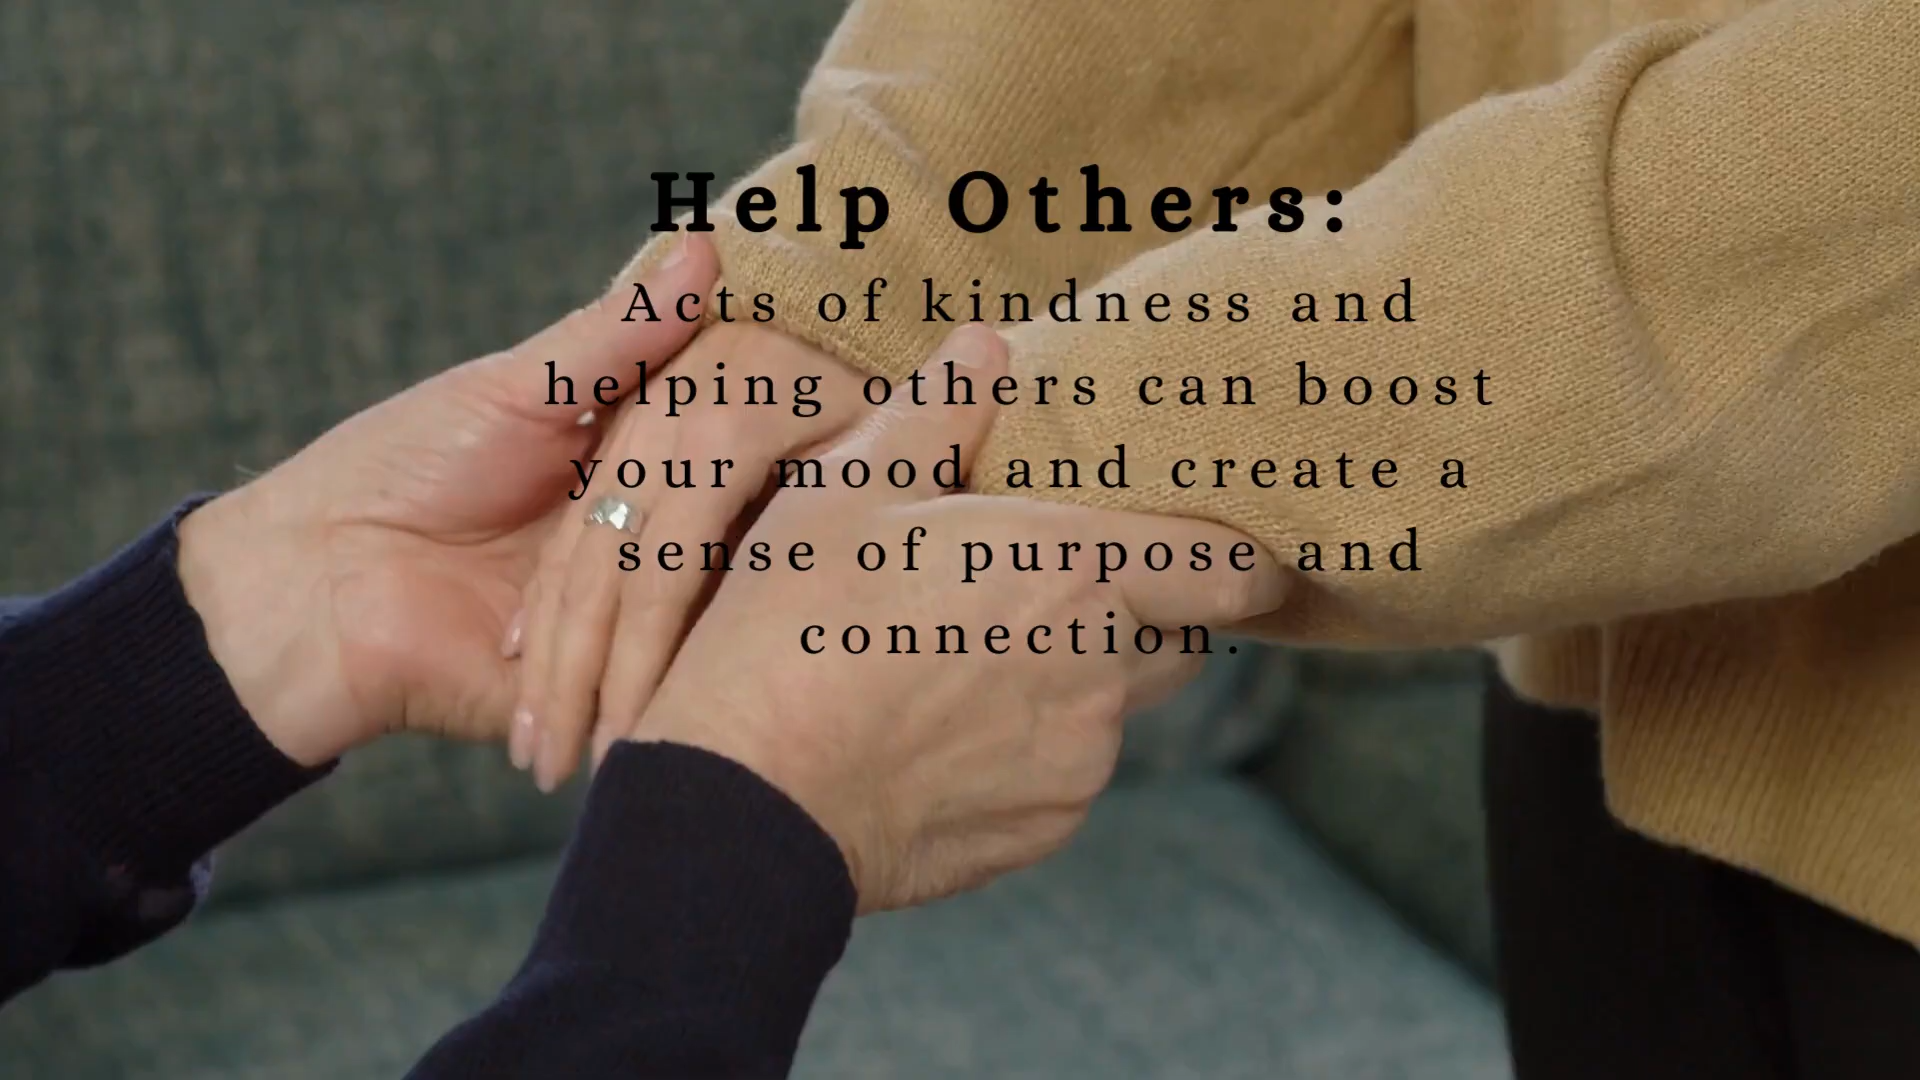 Help Others:
Acts of kindness and
helping others can boost
your mood and create a
sense of purpose and
connection.